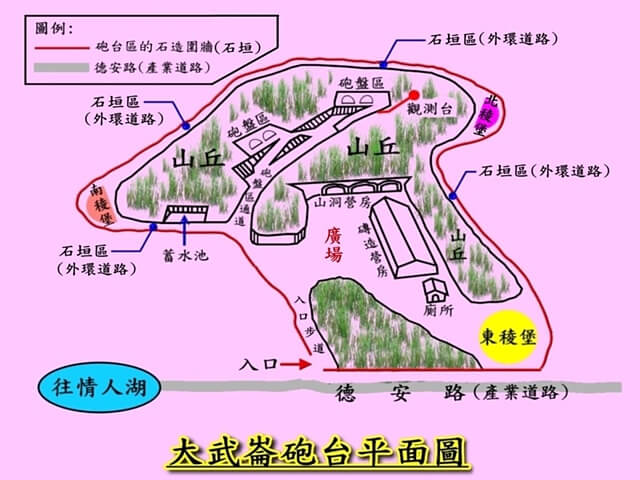 圖例:
砲台區的石造圍牆(石垣)
德安路(產業道路)
石垣區(外環道路)
砲盤區
觀測台
北稜堡
石垣區
(外環道路)
砲盤區
山丘
山丘
石垣區(外環道路)
南稜堡
砲盤區通道
山洞營房
石垣區
(外環道路)
蓄水池
廣場
磚造營房
山丘
廁所
入口步道
東稜堡
入口
往情人湖
德安路(產業道路)
大武崙砲台平面圖